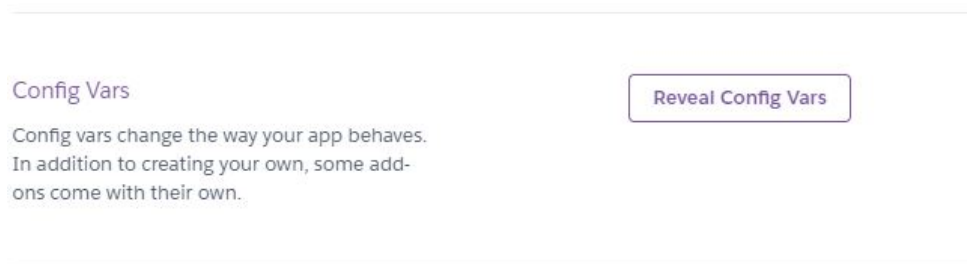 Config Vars
Reveal Config Vars
Config vars change the way your app behaves.
In addition to creating your own, some add-
ons come with their own.